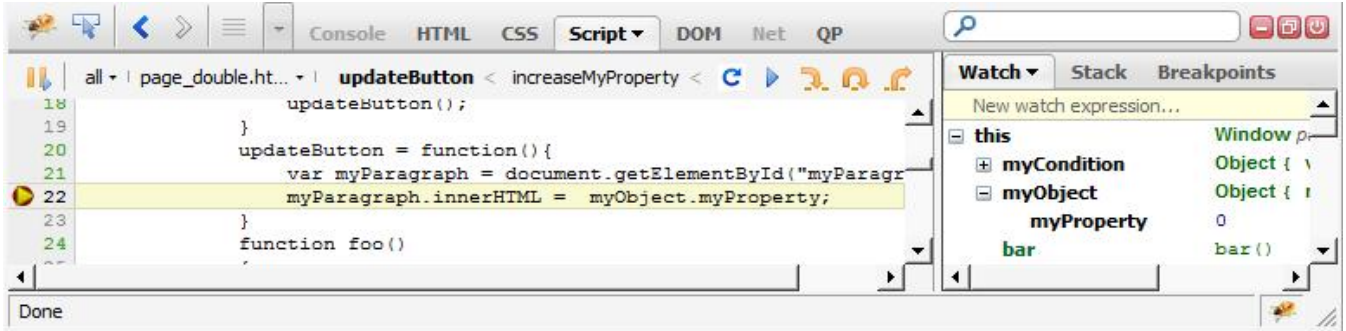 Console HTML CSS Script DOM Net QP
all page_double.ht... updateButton < increaseMyProperty <
18 updateButton();
19 }
20 updateButton = function(){
21 var myParagraph = document.getElementById("myParagr
22 myParagraph.innerHTML = myObject.myProperty;
23 }
24 function foo()
Watch Stack Breakpoints
New watch expression...
this Window
myCondition Object {
myObject Object {
myProperty 0
bar bar()
Done